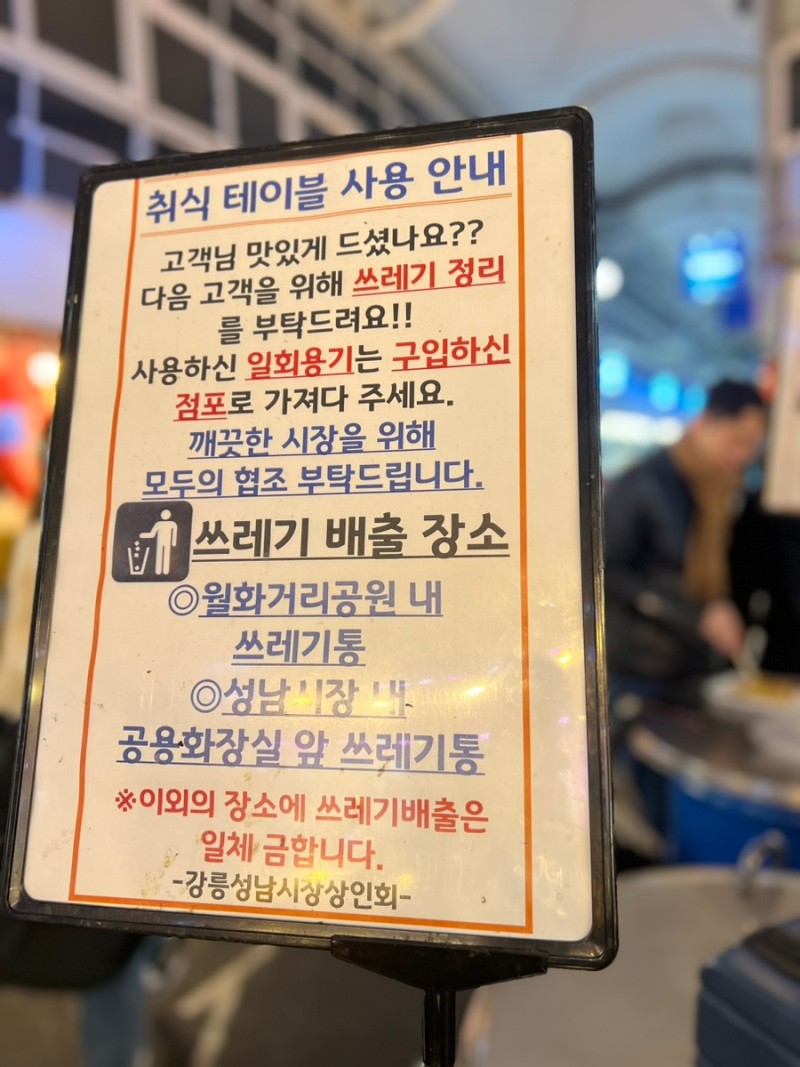 취식 테이블 사용 안내
고객님 맛있게 드셨나요??
다음 고객을 위해 쓰레기 정리
를 부탁드려요!!
사용하신 일회용기는 구입하신
점포로 가져다 주세요.
깨끗한 시장을 위해
모두의 협조 부탁드립니다.
쓰레기 배출 장소
◎월화거리공원 내
쓰레기통
◎성남시장 내
공용화장실 앞 쓰레기통
※이외의 장소에 쓰레기배출은
일체 금합니다.
-강릉성남시장상인회-